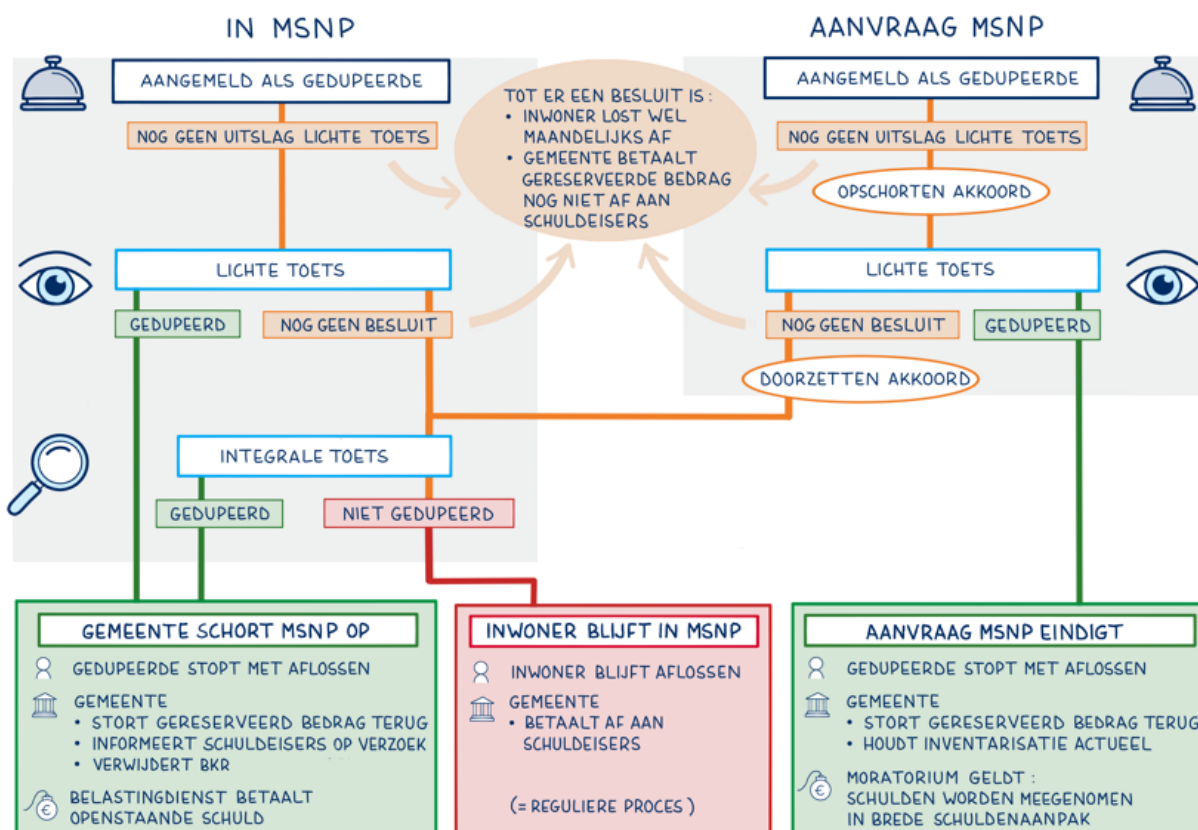 IN MSNP
AANVRAAG MSNP
AANGEMELD ALS GEDUPEERDE
NOG GEEN UITSLAG LICHTE TOETS
TOT ER EEN BESLUIT IS :
• INWONER LOST WEL
MAANDELIJKS AF
• GEMEENTE BETAALT
GERESERVEERDE BEDRAG
NOG NIET AF AAN
SCHULDEISERS
AANGEMELD ALS GEDUPEERDE
NOG GEEN UITSLAG LICHTE TOETS
OPSCHORTEN AKKOORD
LICHTE TOETS
GEDUPEERD
NOG GEEN BESLUIT
LICHTE TOETS
NOG GEEN BESLUIT
GEDUPEERD
DOORZETTEN AKKOORD
INTEGRALE TOETS
GEDUPEERD
NIET GEDUPEERD
GEMEENTE SCHORT MSNP OP
GEDUPEERDE STOPT MET AFLOSSEN
GEMEENTE
• STORT GERESERVEERD BEDRAG TERUG
• INFORMEERT SCHULDEISERS OP VERZOEK
• VERWIJDERT BKR
€ BELASTINGDIENST BETAALT
OPENSTAANDE SCHULD
INWONER BLIJFT IN MSNP
INWONER BLIJFT AFLOSSEN
GEMEENTE
• BETAALT AF AAN
SCHULDEISERS
(= REGULIERE PROCES )
AANVRAAG MSNP EINDIGT
GEDUPEERDE STOPT MET AFLOSSEN
GEMEENTE
• STORT GERESERVEERD BEDRAG TERUG
• HOUDT INVENTARISATIE ACTUEEL
€ MORATORIUM GELDT :
SCHULDEN WORDEN MEEGENOMEN
IN BREDE SCHULDENAANPAK